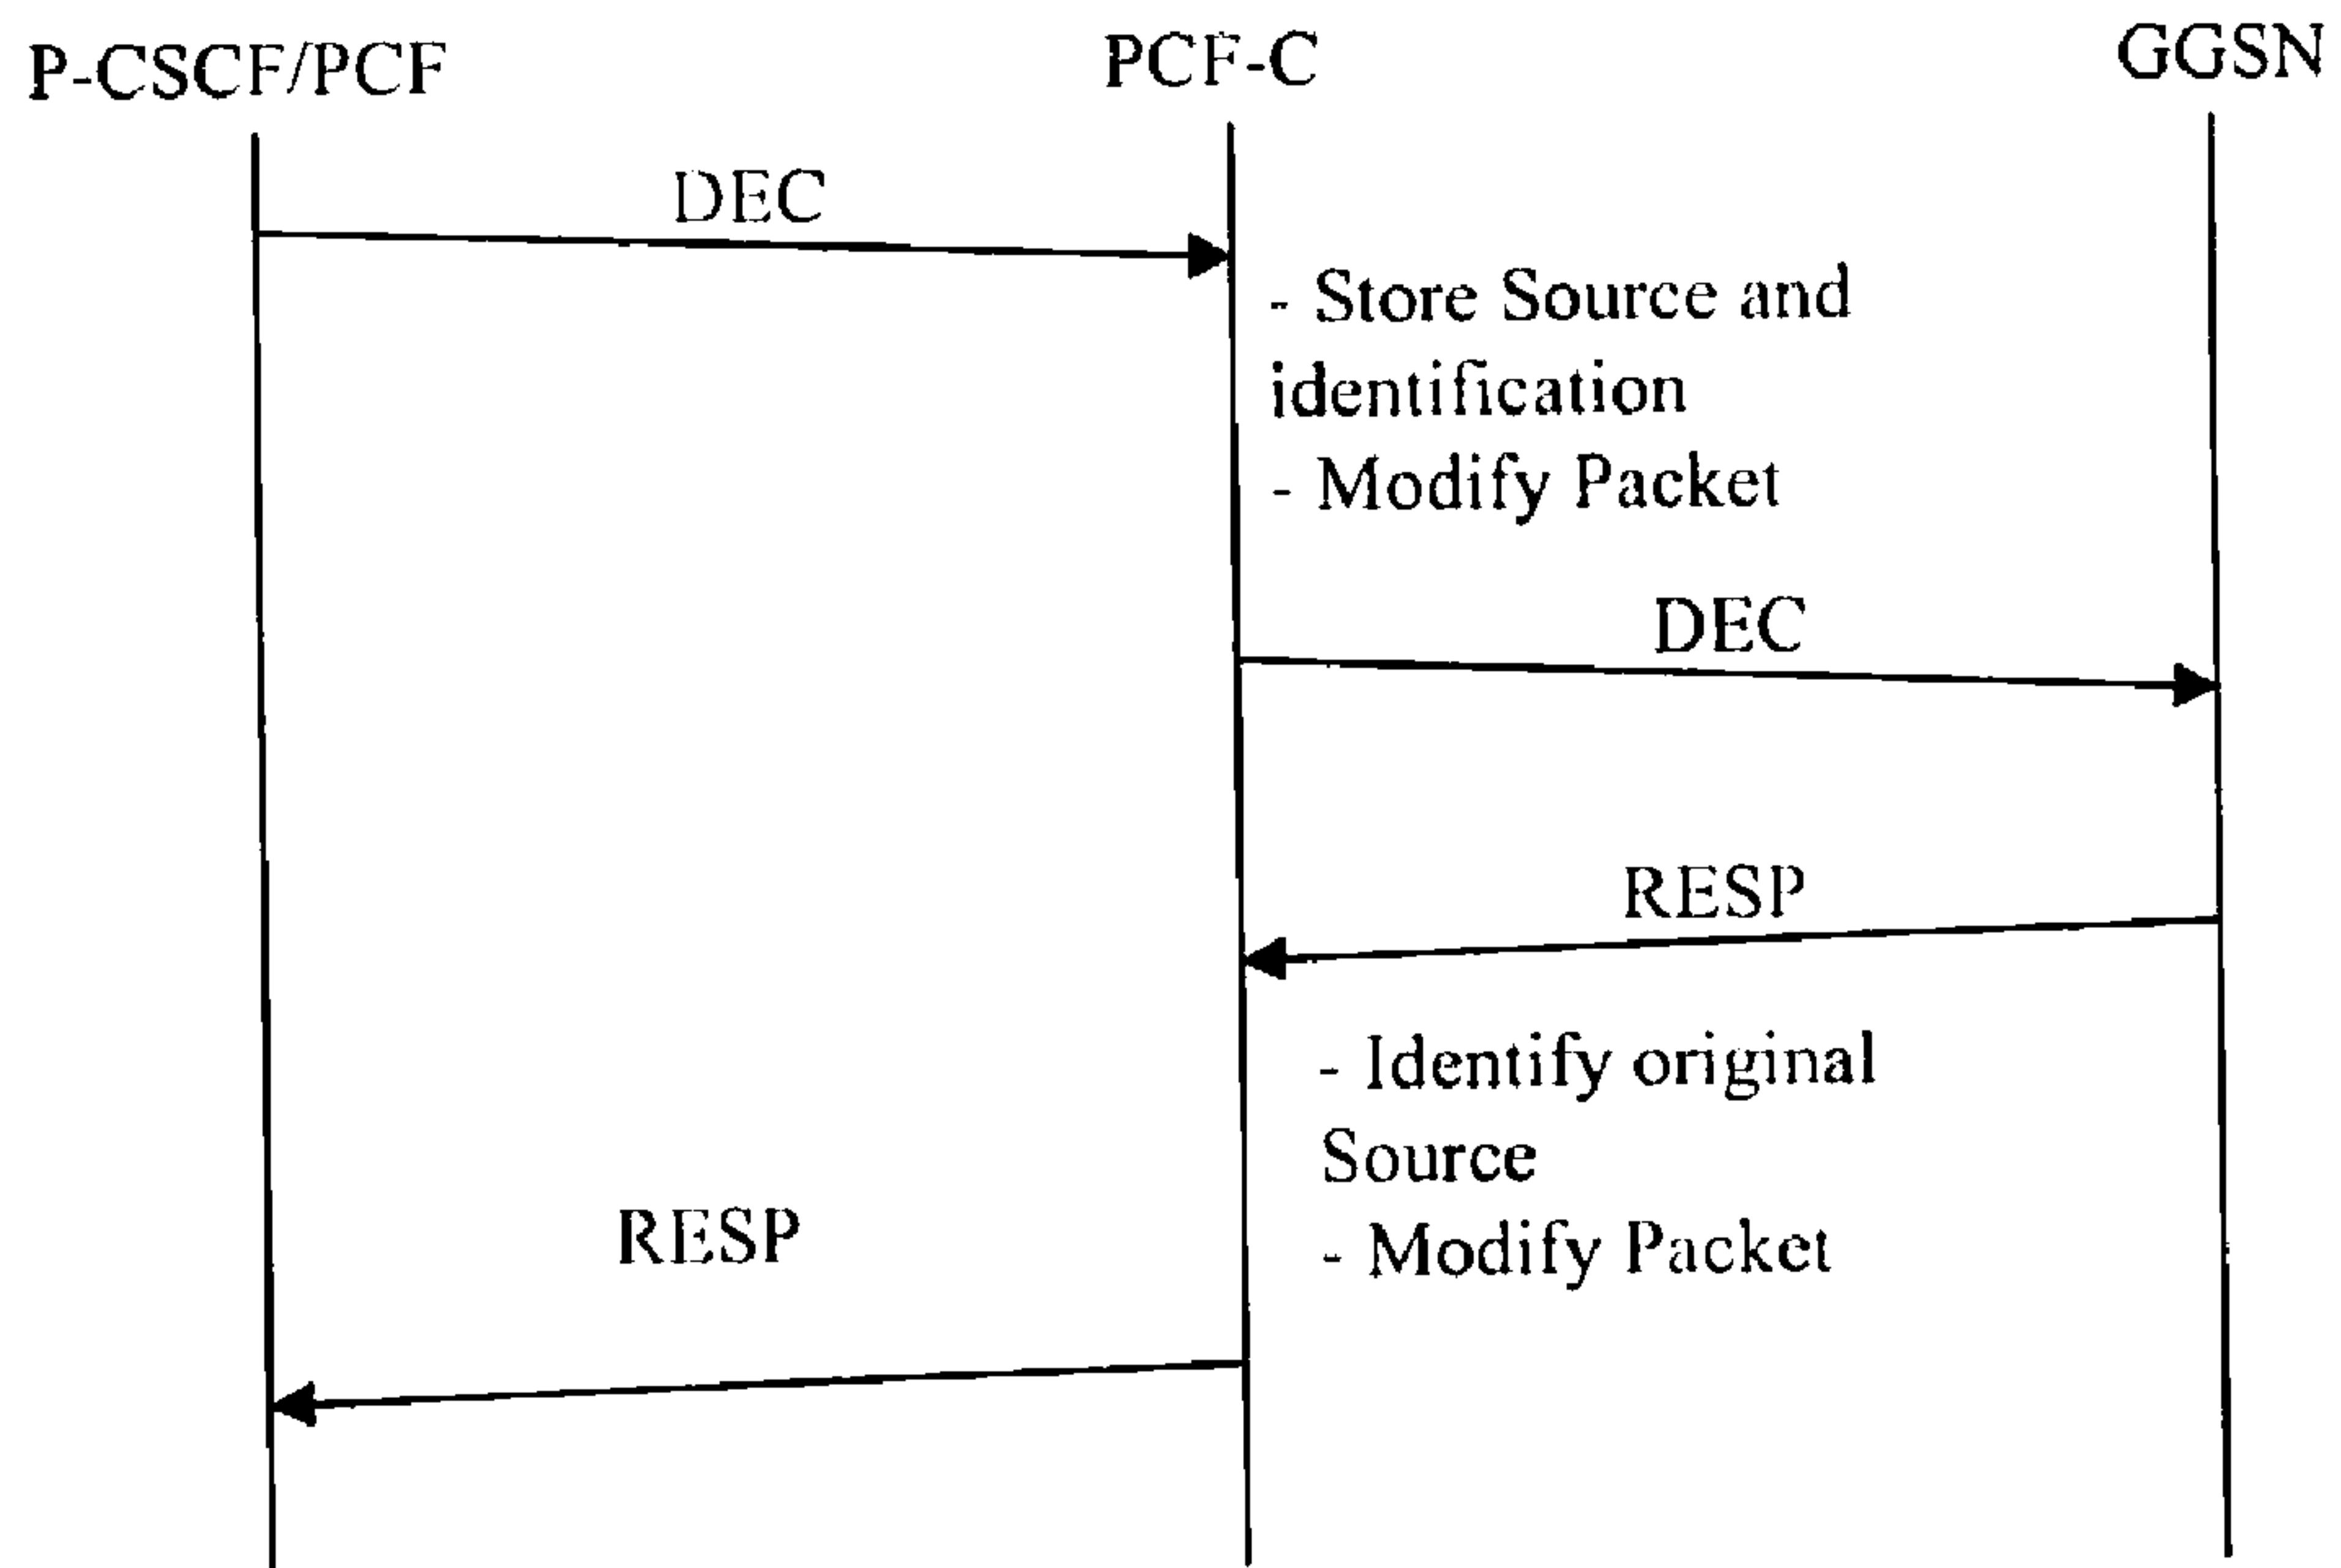 P-CSCF/PCF
PCF-C
GGSN
DEC
- Store Source and
identification
- Modify Packet
DEC
RESP
- Identify original
Source
- Modify Packet
RESP